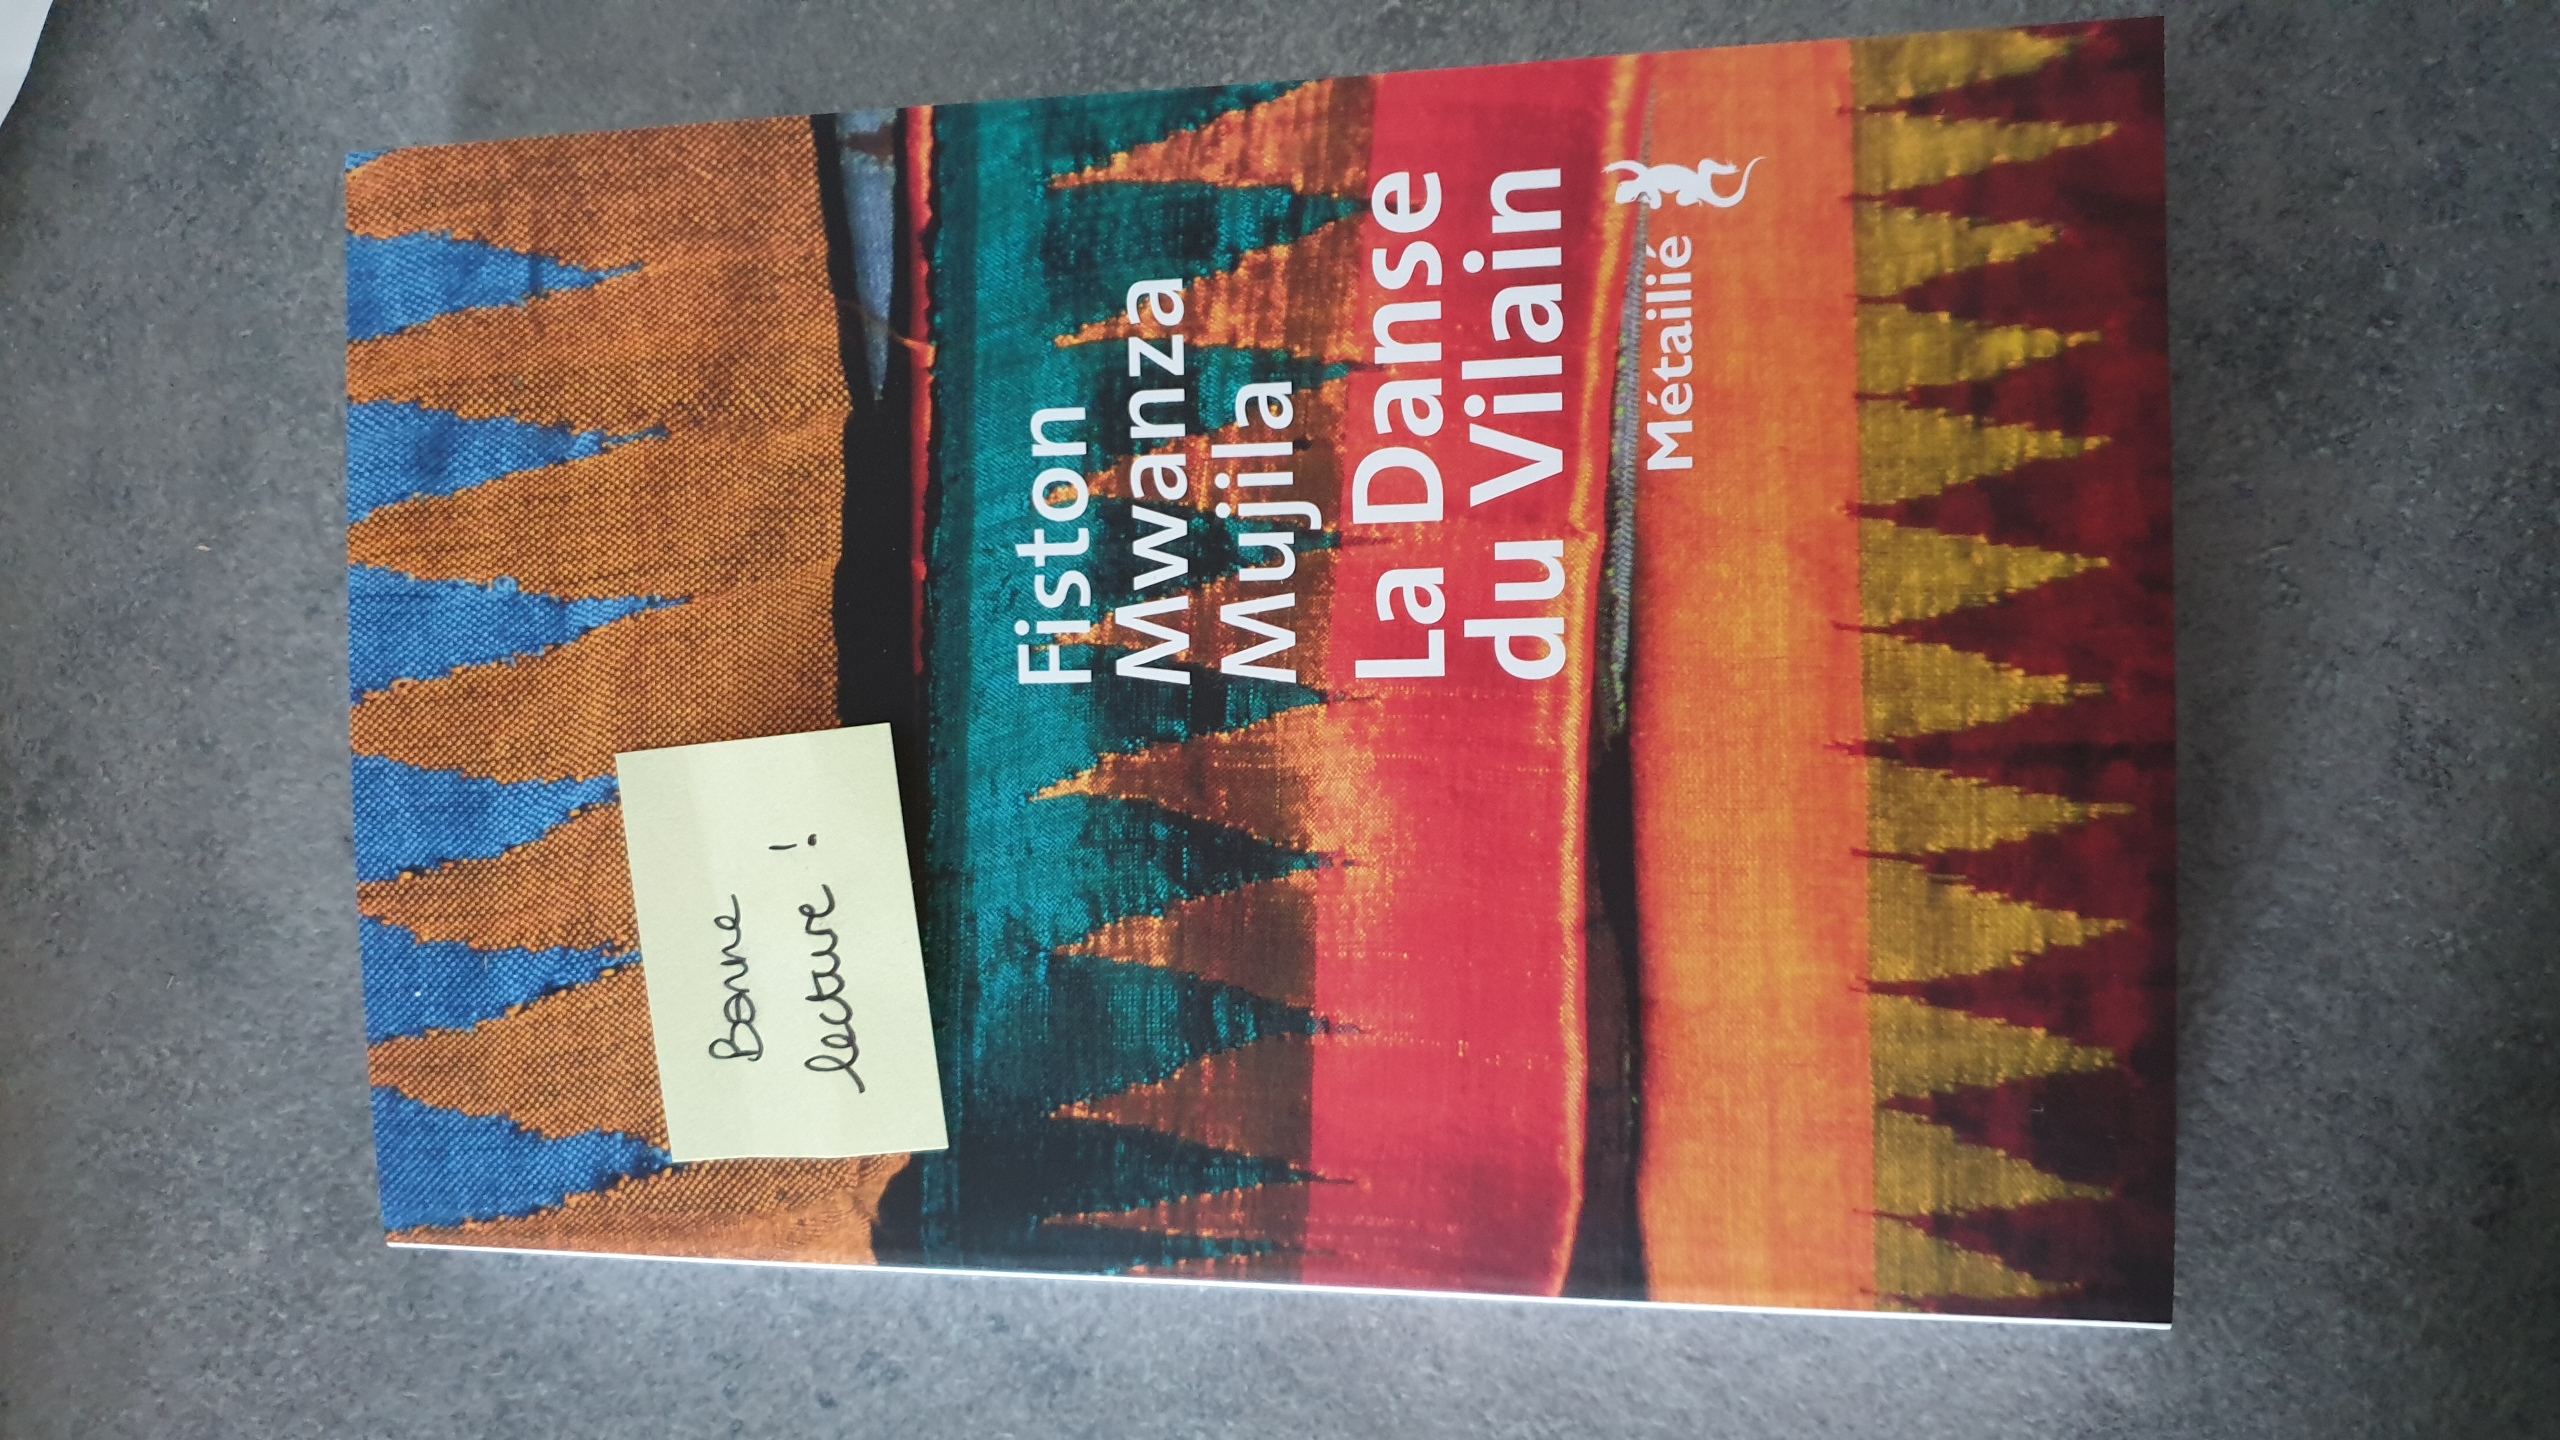 Bonne
lecture !
Fiston
Mwanza
Mujila
La Danse
du Vilain
Métailié